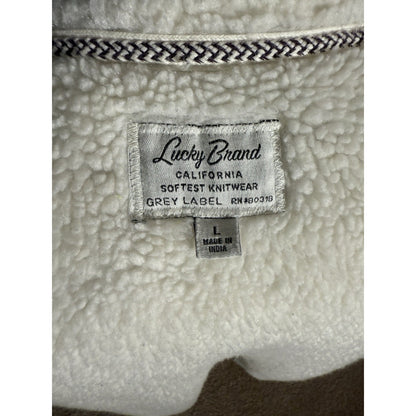 Lucky Brand
CALIFORNIA
SOFTEST KNITWEAR
GREY LABEL RN#80318
L
MADE IN
INDIA